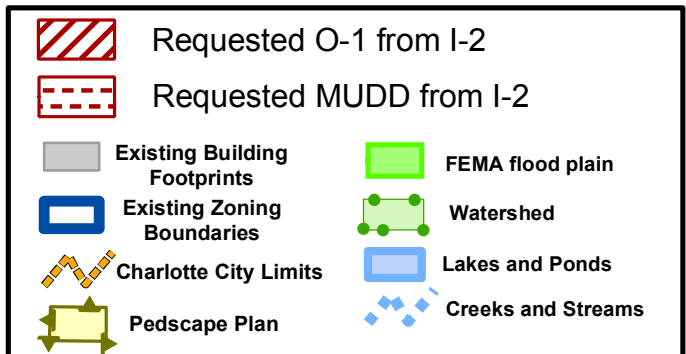 Requested O-1 from I-2
Requested MUDD from I-2
Existing Building
Footprints
Existing Zoning
Boundaries
Charlotte City Limits
Pedscape Plan
FEMA flood plain
Watershed
Lakes and Ponds
Creeks and Streams